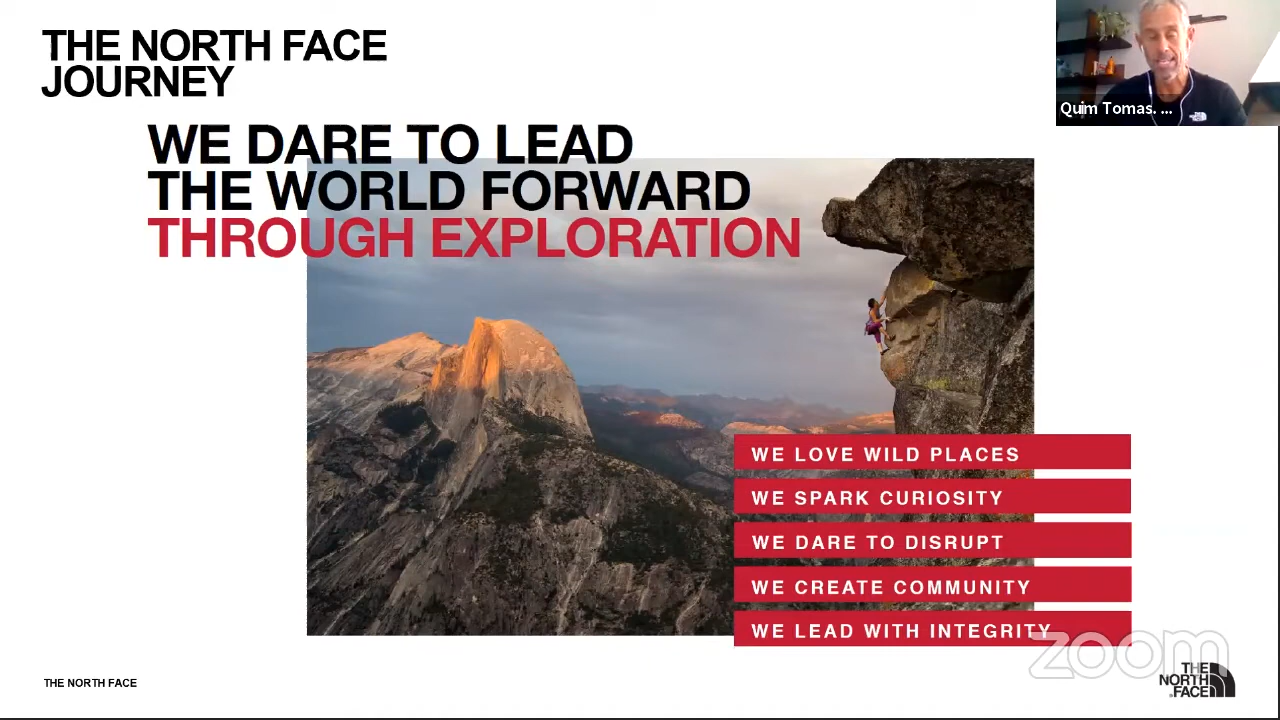 THE NORTH FACE
JOURNEY
Quim Tomas. ...
WE DARE TO LEAD
THE WORLD FORWARD
THROUGH EXPLORATION
WE LOVE WILD PLACES
WE SPARK CURIOSITY
WE DARE TO DISRUPT
WE CREATE COMMUNITY
WE LEAD WITH INTEGRITY
zoom
THE NORTH FACE
THE
NORTH
FACE